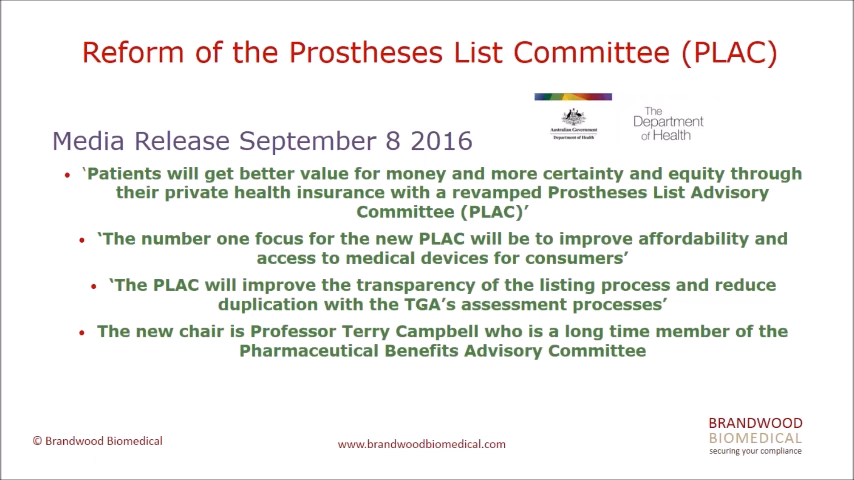 Reform of the Prostheses List Committee (PLAC)
Australian Government
Department of Health
The
Department
of Health
Media Release September 8 2016
• ‘Patients will get better value for money and more certainty and equity through
their private health insurance with a revamped Prostheses List Advisory
Committee (PLAC)’
• ‘The number one focus for the new PLAC will be to improve affordability and
access to medical devices for consumers’
• ‘The PLAC will improve the transparency of the listing process and reduce
duplication with the TGA’s assessment processes’
• The new chair is Professor Terry Campbell who is a long time member of the
Pharmaceutical Benefits Advisory Committee
© Brandwood Biomedical
www.brandwoodbiomedical.com
BRANDWOOD
BIOMEDICAL
securing your compliance